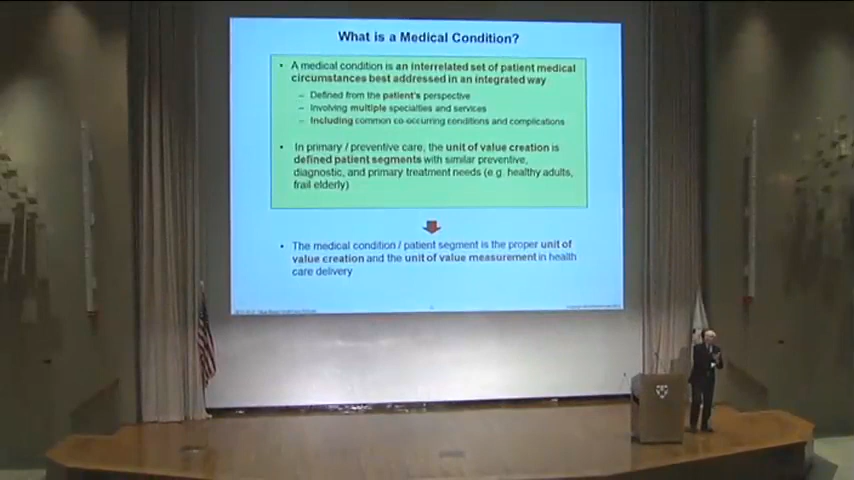 What is a Medical Condition?
• A medical condition is an interrelated set of patient medical
circumstances best addressed in an integrated way
– Defined from the patient's perspective
– Involving multiple specialties and services
– Including common co-occurring conditions and complications
• In primary / preventive care, the unit of value creation is
defined patient segments with similar preventive,
diagnostic, and primary treatment needs (e.g. healthy adults,
frail elderly)
• The medical condition / patient segment is the proper unit of
value creation and the unit of value measurement in health
care delivery